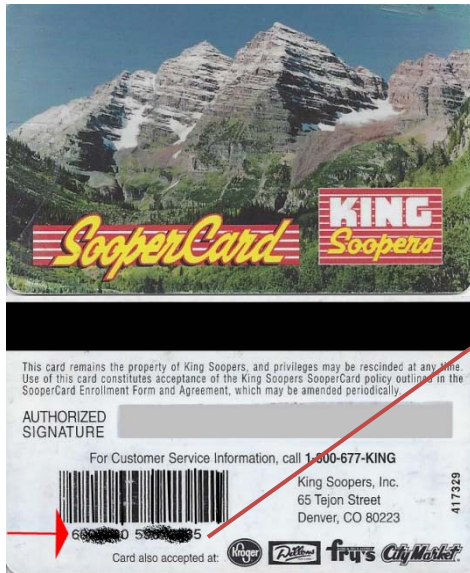 SooperCard
KING
Soopers
This card remains the property of King Soopers, and privileges may be rescinded at any time.
Use of this card constitutes acceptance of the King Soopers SooperCard policy outlined in the
SooperCard Enrollment Form and Agreement, which may be amended periodically.
AUTHORIZED
SIGNATURE
For Customer Service Information, call 1-800-677-KING
King Soopers, Inc.
65 Tejon Street
Denver, CO 80223
417329
Card also accepted at:
Kroger
Dillons
fry's
City Market.